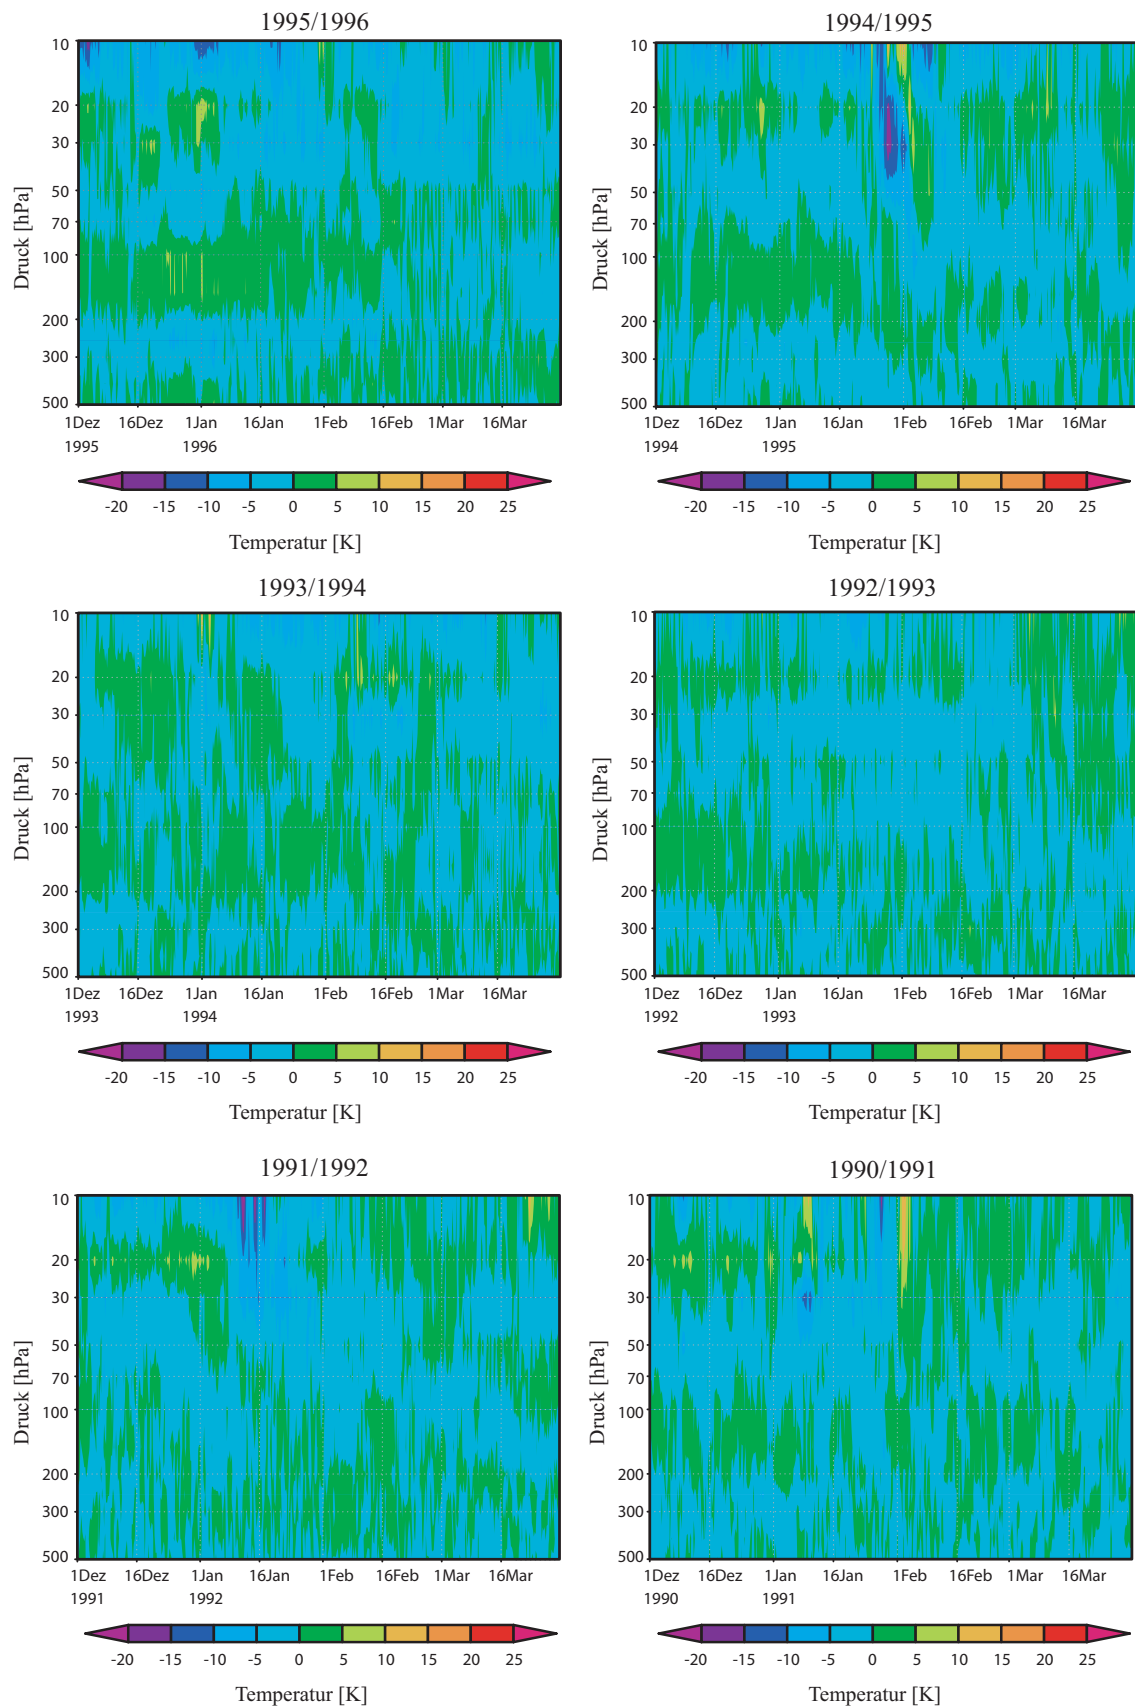 1995/1996
10
20
30
50
70
100
200
300
500
Druck [hPa]
1Dez 16Dez 1Jan 16Jan 1Feb 16Feb 1Mar 16Mar
1995 1996
-20 -15 -10 -5 0 5 10 15 20 25
Temperatur [K]
1994/1995
10
20
30
50
70
100
200
300
500
Druck [hPa]
1Dez 16Dez 1Jan 16Jan 1Feb 16Feb 1Mar 16Mar
1994 1995
-20 -15 -10 -5 0 5 10 15 20 25
Temperatur [K]
1993/1994
10
20
30
50
70
100
200
300
500
Druck [hPa]
1Dez 16Dez 1Jan 16Jan 1Feb 16Feb 1Mar 16Mar
1993 1994
-20 -15 -10 -5 0 5 10 15 20 25
Temperatur [K]
1992/1993
10
20
30
50
70
100
200
300
500
Druck [hPa]
1Dez 16Dez 1Jan 16Jan 1Feb 16Feb 1Mar 16Mar
1992 1993
-20 -15 -10 -5 0 5 10 15 20 25
Temperatur [K]
1991/1992
10
20
30
50
70
100
200
300
500
Druck [hPa]
1Dez 16Dez 1Jan 16Jan 1Feb 16Feb 1Mar 16Mar
1991 1992
-20 -15 -10 -5 0 5 10 15 20 25
Temperatur [K]
1990/1991
10
20
30
50
70
100
200
300
500
Druck [hPa]
1Dez 16Dez 1Jan 16Jan 1Feb 16Feb 1Mar 16Mar
1990 1991
-20 -15 -10 -5 0 5 10 15 20 25
Temperatur [K]